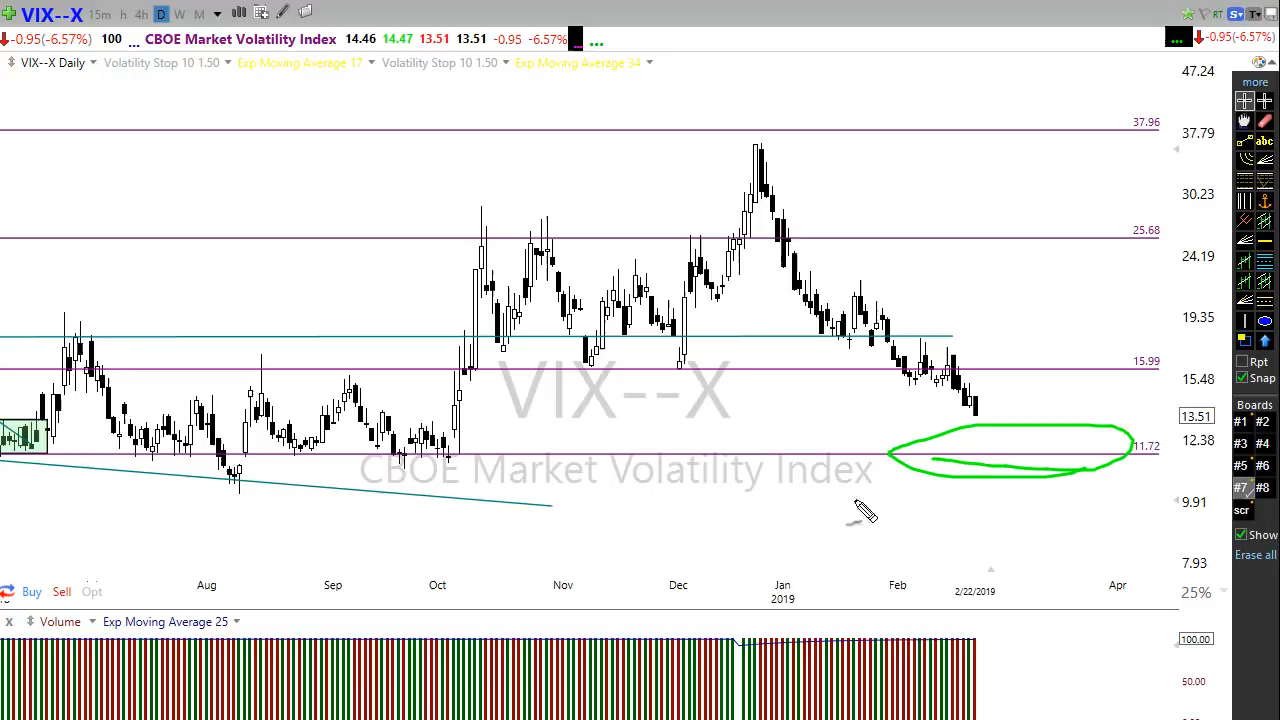 VIX--X 15m h 4h D W M RT S T
-0.95(-6.57%) 100 ... CBOE Market Volatility Index 14.46 14.47 13.51 13.51 -0.95 -6.57% ... ... -0.95(-6.57%)
VIX--X Daily Volatility Stop 10 1.50 Exp Moving Average 17 Volatility Stop 10 1.50 Exp Moving Average 34
47.24
more
37.96
37.79
abc
30.23
25.68
24.19
19.35
15.99
Rpt
15.48
Snap
VIX--X
Boards
13.51
#1 #2
12.38
11.72
#3 #4
CBOE Market Volatility Index
#5 #6
#7 #8
9.91
scr
Show
Erase all
7.93
Aug Sep Oct Nov Dec Jan Feb Apr
2019 2/22/2019
Buy Sell Opt 25%
X Volume Exp Moving Average 25
100.00
50.00